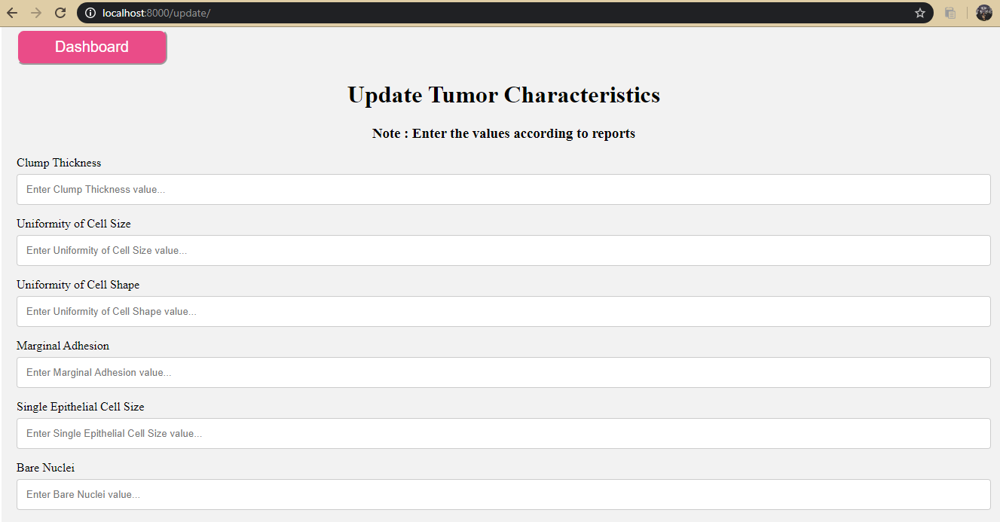 localhost:8000/update/
Dashboard
Update Tumor Characteristics
Note : Enter the values according to reports
Clump Thickness
Enter Clump Thickness value...
Uniformity of Cell Size
Enter Uniformity of Cell Size value...
Uniformity of Cell Shape
Enter Uniformity of Cell Shape value...
Marginal Adhesion
Enter Marginal Adhesion value...
Single Epithelial Cell Size
Enter Single Epithelial Cell Size value...
Bare Nuclei
Enter Bare Nuclei value...